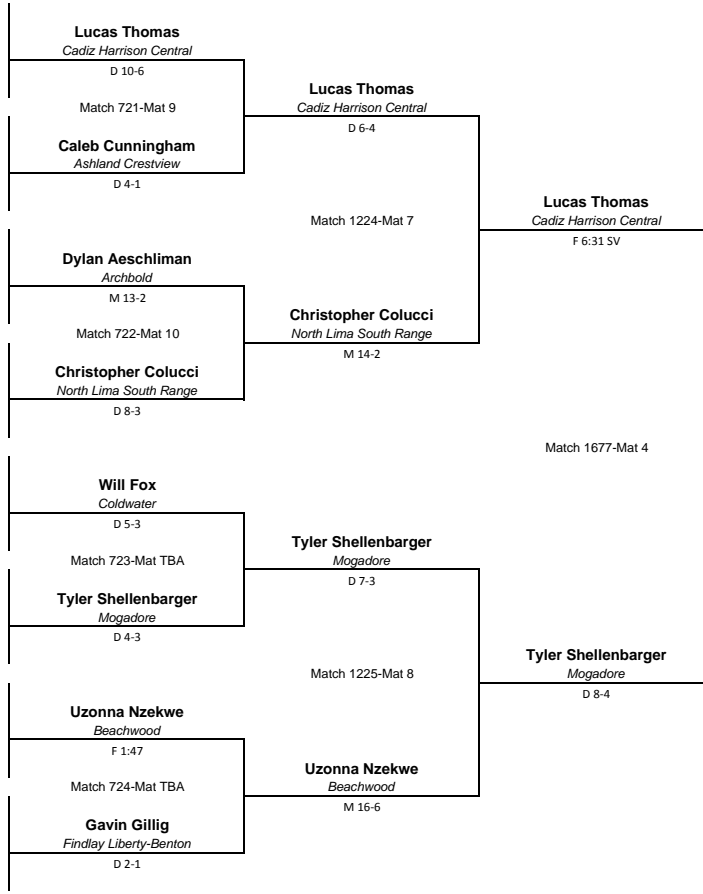 Lucas Thomas
Cadiz Harrison Central
D 10-6
Match 721-Mat 9
Caleb Cunningham
Ashland Crestview
D 4-1
Dylan Aeschliman
Archbold
M 13-2
Match 722-Mat 10
Christopher Colucci
North Lima South Range
D 8-3
Will Fox
Coldwater
D 5-3
Match 723-Mat TBA
Tyler Shellenbarger
Mogadore
D 4-3
Uzonna Nzekwe
Beachwood
F 1:47
Match 724-Mat TBA
Gavin Gillig
Findlay Liberty-Benton
D 2-1
Lucas Thomas
Cadiz Harrison Central
D 6-4
Match 1224-Mat 7
Christopher Colucci
North Lima South Range
M 14-2
Tyler Shellenbarger
Mogadore
D 7-3
Match 1225-Mat 8
Uzonna Nzekwe
Beachwood
M 16-6
Lucas Thomas
Cadiz Harrison Central
F 6:31 SV
Match 1677-Mat 4
Tyler Shellenbarger
Mogadore
D 8-4